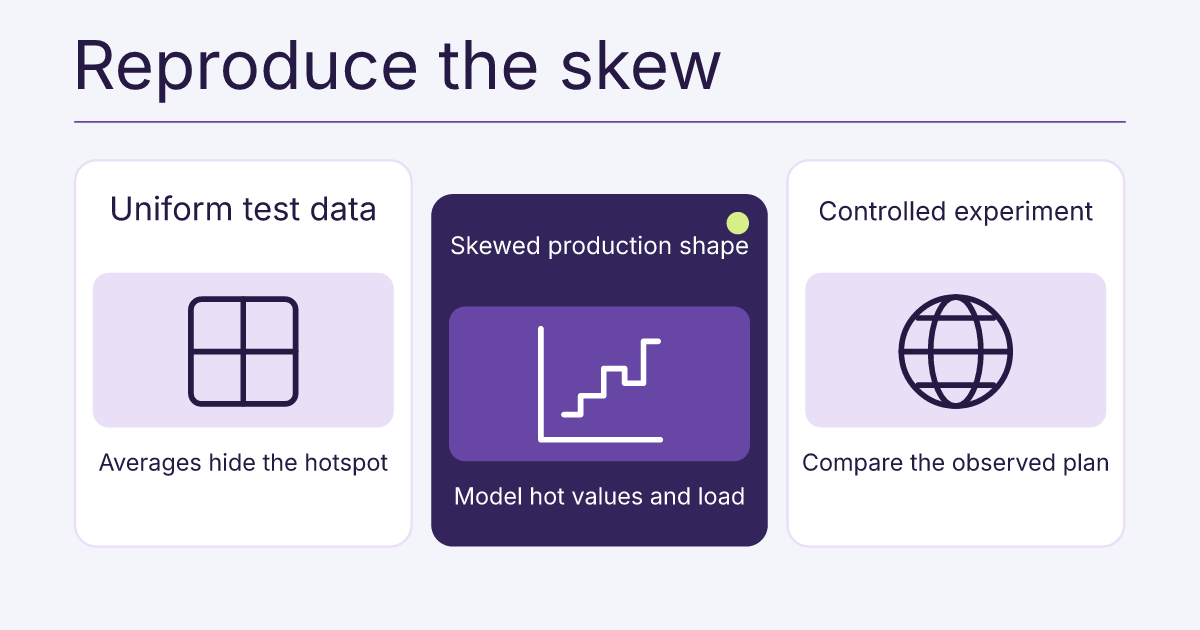 Reproduce the skew
Uniform test data
Averages hide the hotspot
Skewed production shape
Model hot values and load
Controlled experiment
Compare the observed plan